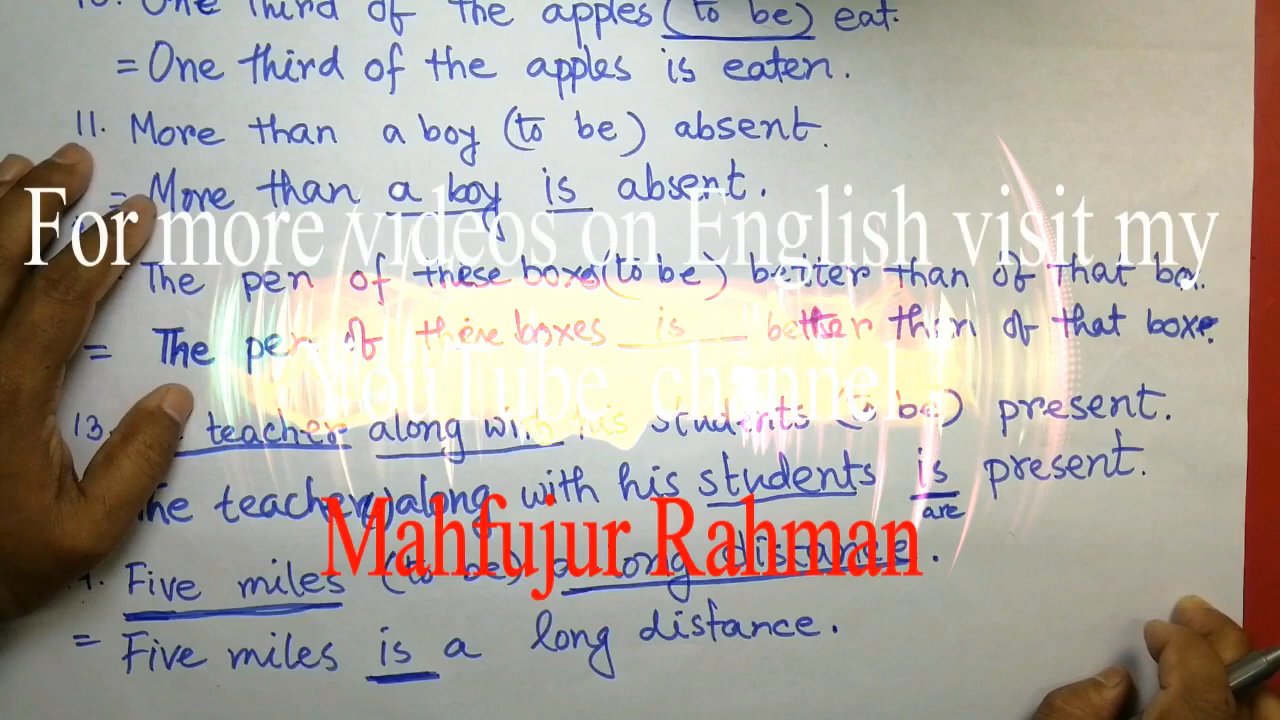 10. One third of the apples (to be) eat.
= One third of the apples is eaten.
11. More than a boy (to be) absent.
= More than a boy is absent.
For more videos on English visit my
The pen of these boxes (to be) better than of that box.
= The pen of these boxes is better than of that boxe.
YouTube channel
13. teacher along with his students (to be) present.
The teacher(s) along with his students is present.
are
Mahfujur Rahman
Five miles (to be) a long distance.
= Five miles is a long distance.